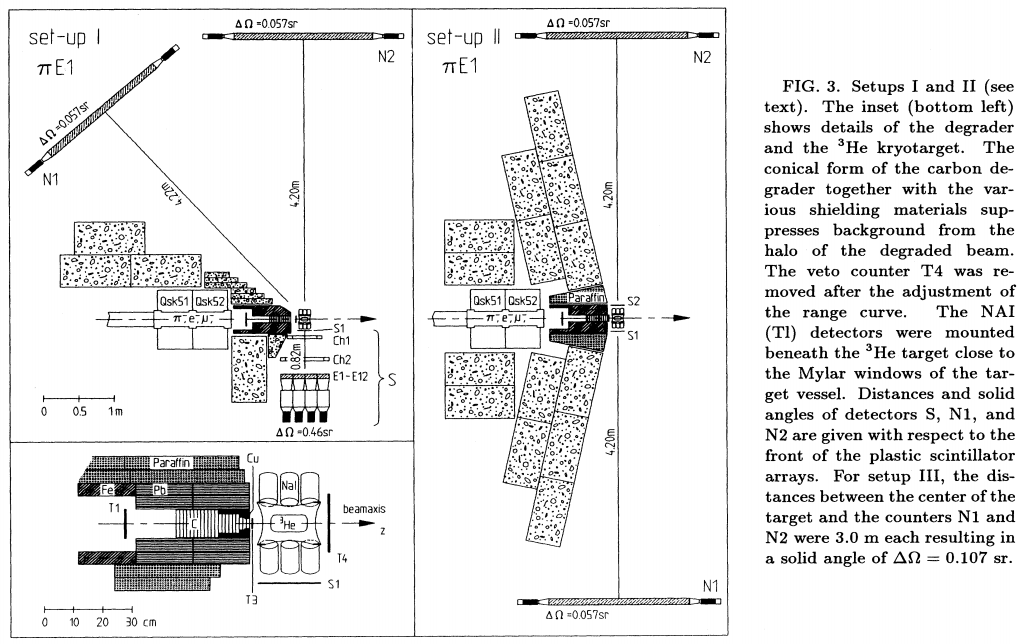 set-up I
πE1
ΔΩ=0.057sr
N2
ΔΩ=0.057sr
N1
4.22m
4.20m
Qsk51 Qsk52
π⁻, e⁻, μ⁻
S1
Ch1
0.82m
Ch2
E1-E12
S
ΔΩ=0.46sr
0 0.5 1m
set-up II
πE1
ΔΩ=0.057sr
N2
4.20m
Qsk51 Qsk52
Paraffin
S2
π⁻, e⁻, μ⁻
S1
4.20m
N1
ΔΩ=0.057sr
Paraffin
Cu
Fe
Pb
NaI
T1
C
³He
beamaxis
z
T4
S1
T3
0 10 20 30 cm
FIG. 3. Setups I and II (see
text). The inset (bottom left)
shows details of the degrader
and the ³He kryotarget. The
conical form of the carbon de-
grader together with the var-
ious shielding materials sup-
presses background from the
halo of the degraded beam.
The veto counter T4 was re-
moved after the adjustment of
the range curve. The NAI
(Tl) detectors were mounted
beneath the ³He target close to
the Mylar windows of the tar-
get vessel. Distances and solid
angles of detectors S, N1, and
N2 are given with respect to the
front of the plastic scintillator
arrays. For setup III, the dis-
tances between the center of the
target and the counters N1 and
N2 were 3.0 m each resulting in
a solid angle of ΔΩ = 0.107 sr.